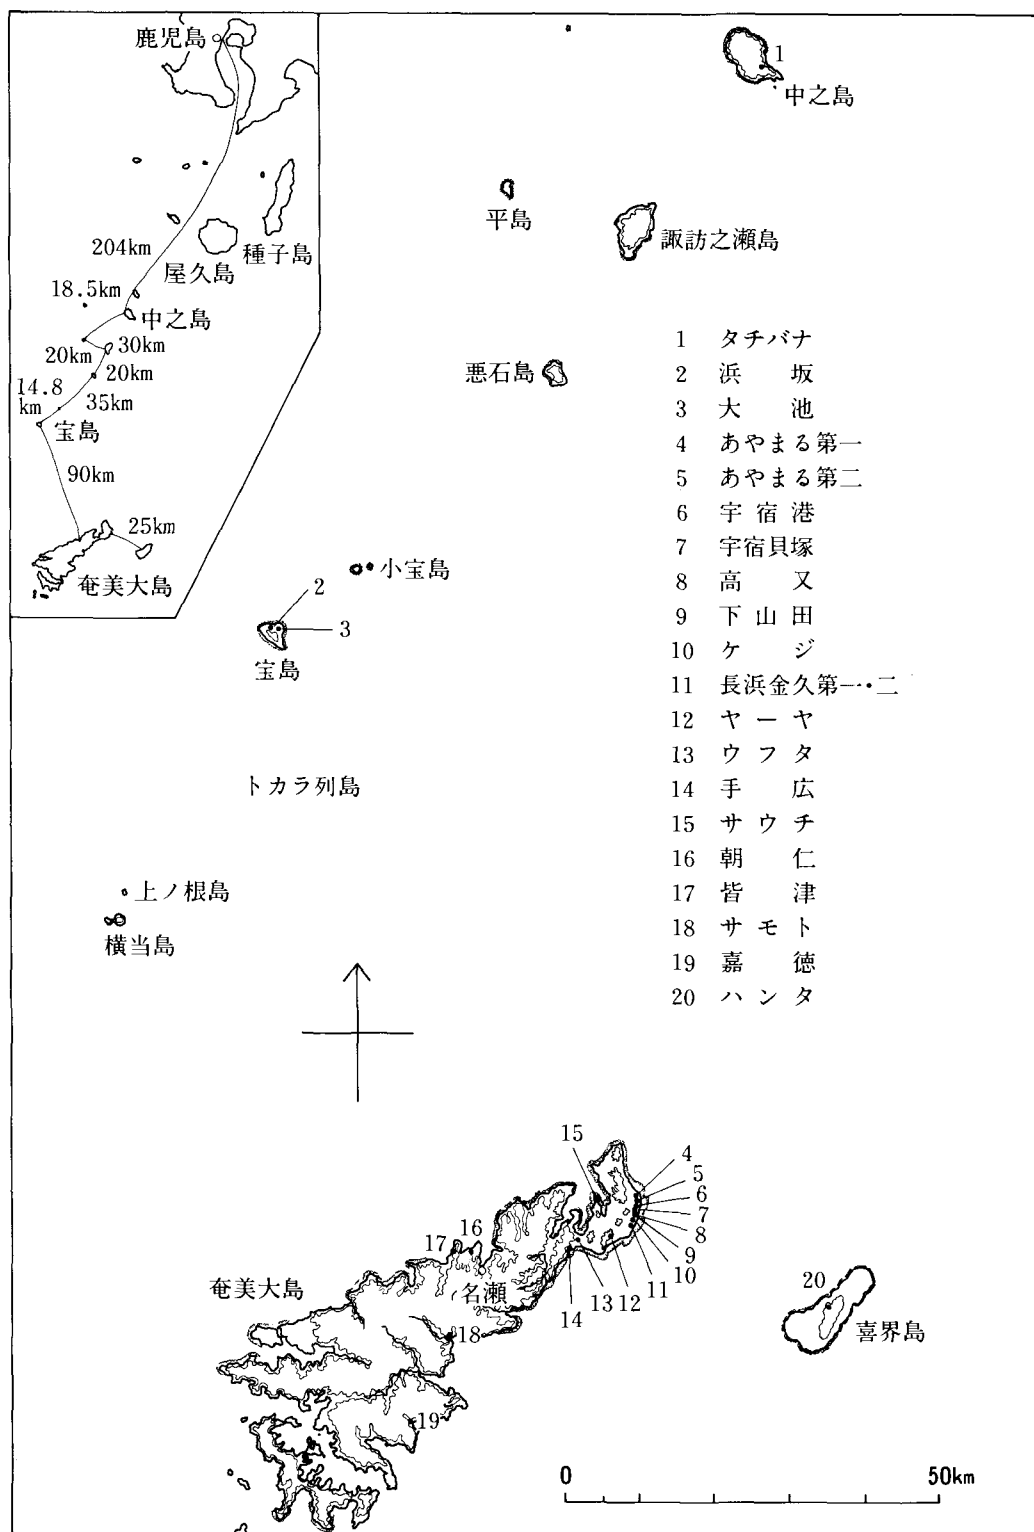 鹿児島
204km
屋久島
種子島
18.5km
中之島
20km
30km
20km
14.8
km
35km
宝島
90km
25km
奄美大島
1
中之島
平島
諏訪之瀬島
悪石島
小宝島
2
3
宝島
トカラ列島
上ノ根島
横当島
1 タチバナ
2 浜坂
3 大池
4 あやまる第一
5 あやまる第二
6 宇宿港
7 宇宿貝塚
8 高又
9 下山田
10 ケジ
11 長浜金久第一・二
12 ヤーヤ
13 ウフタ
14 手広
15 サウチ
16 朝仁
17 皆津
18 サモト
19 嘉徳
20 ハンタ
15
4
5
6
7
8
9
10
11
12
13
14
16
17
名瀬
奄美大島
18
19
20
喜界島
0 50km